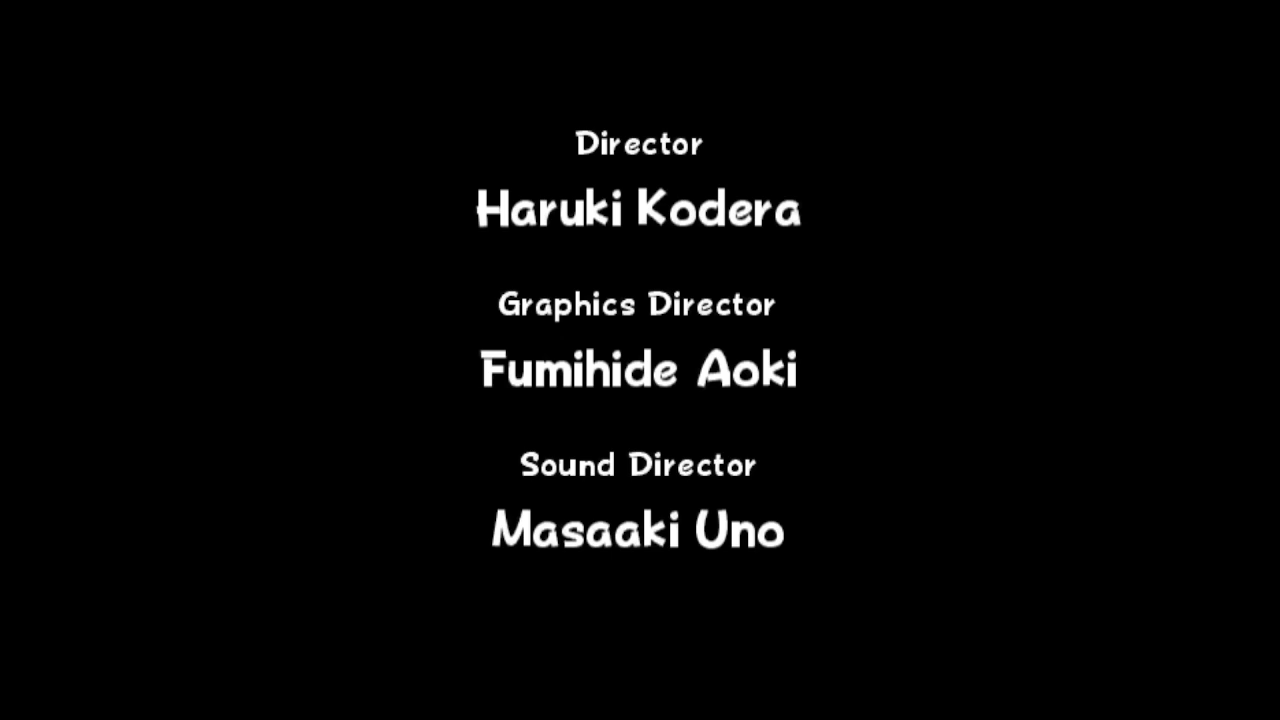 Director
Haruki Kodera
Graphics Director
Fumihide Aoki
Sound Director
Masaaki Uno